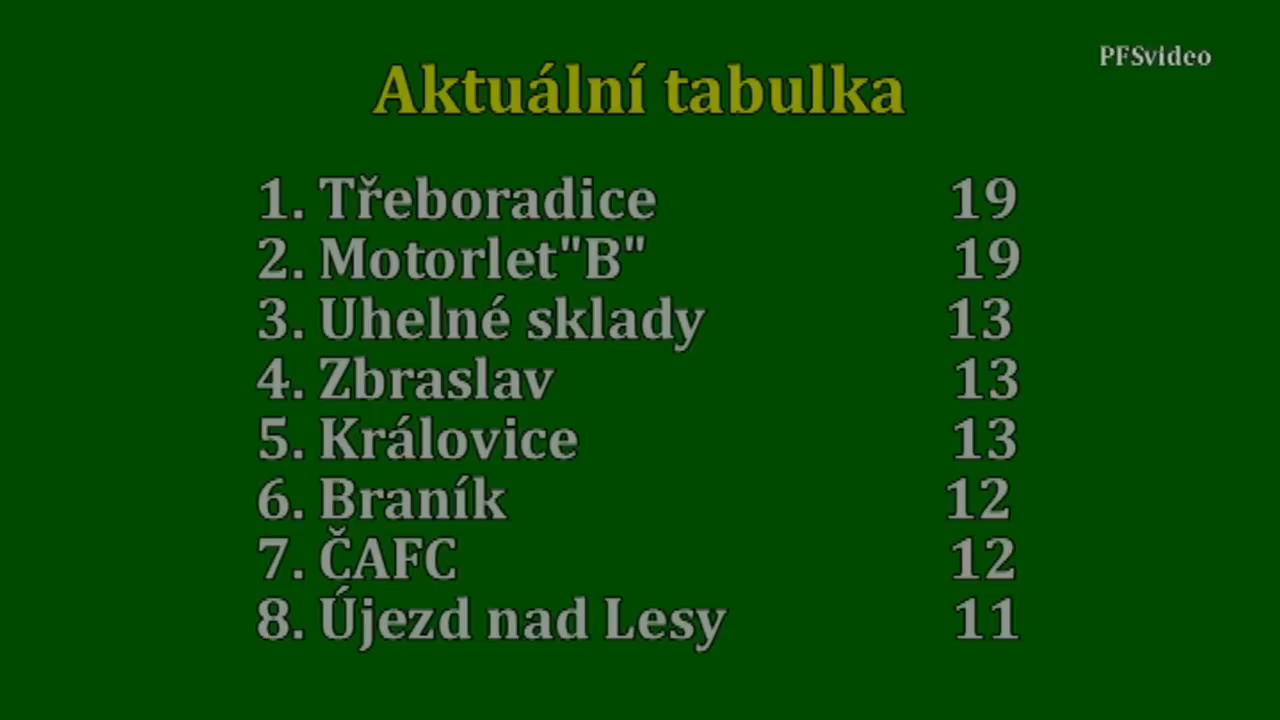 PFSvideo
Aktuální tabulka
1. Třeboradice 19
2. Motorlet"B" 19
3. Uhelné sklady 13
4. Zbraslav 13
5. Královice 13
6. Braník 12
7. ČAFC 12
8. Újezd nad Lesy 11